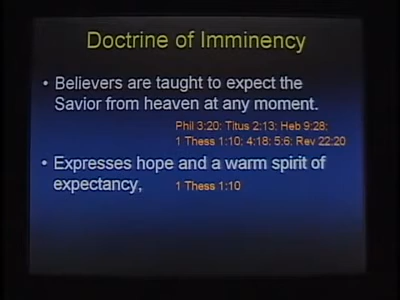 Doctrine of Imminency
• Believers are taught to expect the
Savior from heaven at any moment.
Phil 3:20; Titus 2:13; Heb 9:28;
1 Thess 1:10; 4:18; 5:6; Rev 22:20
• Expresses hope and a warm spirit of
expectancy, 1 Thess 1:10